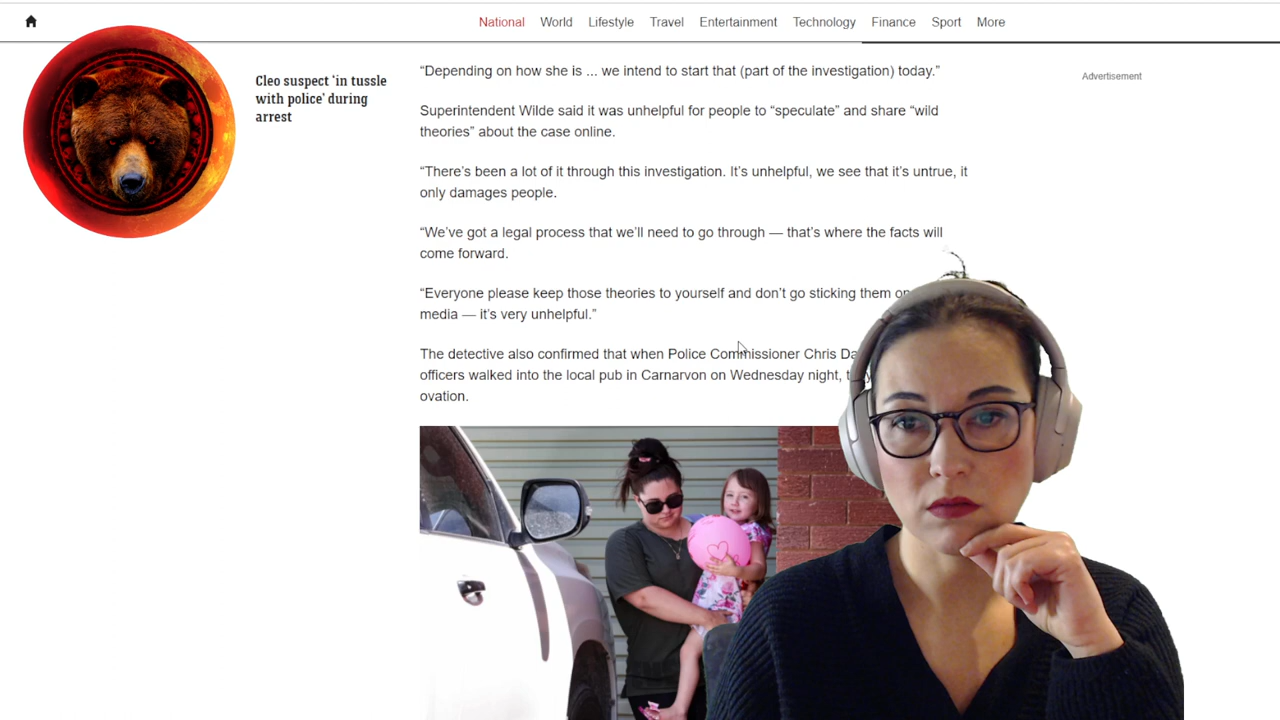 National World Lifestyle Travel Entertainment Technology Finance Sport More
Cleo suspect ‘in tussle
with police’ during
arrest
Advertisement
“Depending on how she is ... we intend to start that (part of the investigation) today.”
Superintendent Wilde said it was unhelpful for people to “speculate” and share “wild
theories” about the case online.
“There’s been a lot of it through this investigation. It’s unhelpful, we see that it’s untrue, it
only damages people.
“We’ve got a legal process that we’ll need to go through — that’s where the facts will
come forward.
“Everyone please keep those theories to yourself and don’t go sticking them
media — it’s very unhelpful.”
The detective also confirmed that when Police Commissioner Chris
officers walked into the local pub in Carnarvon on Wednesday night,
ovation.